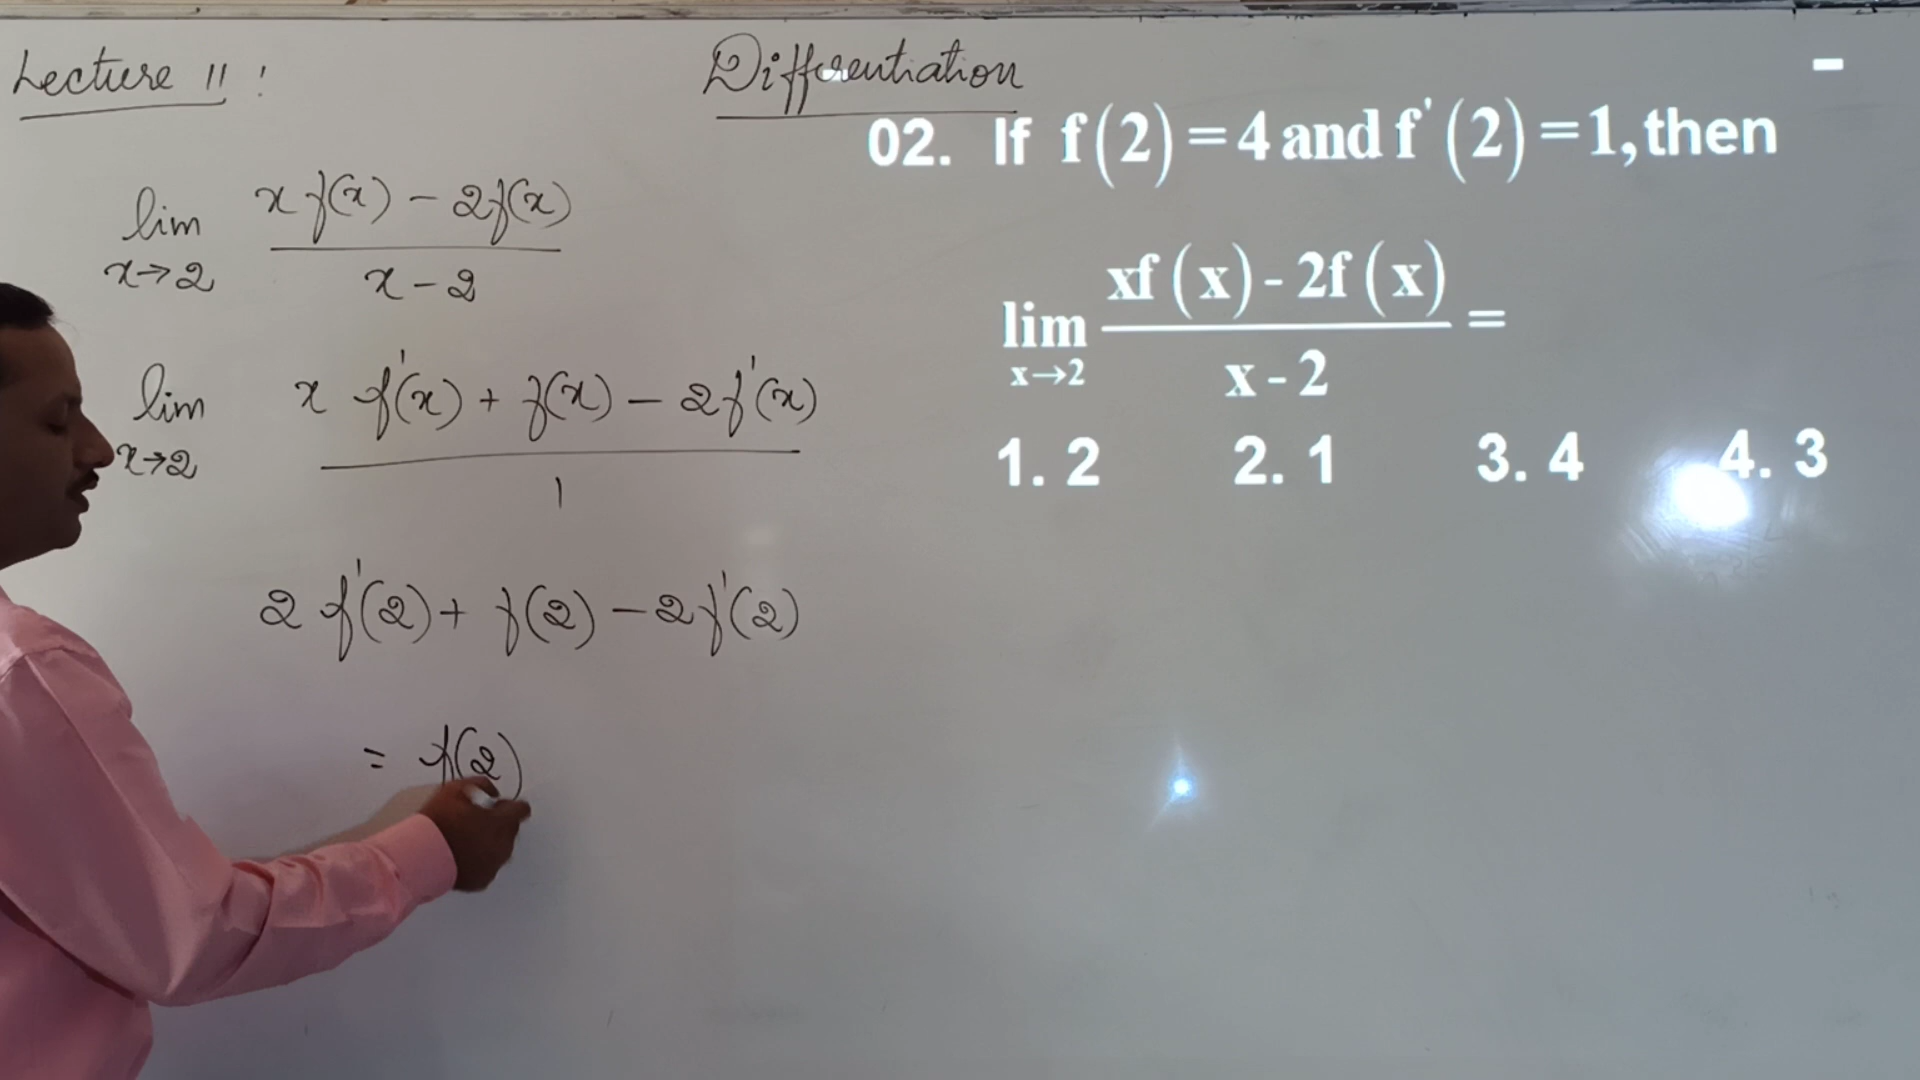 Lecture 11 :
Differentiation
lim x→2 x f(x) - 2f(x) / x - 2
lim x→2 x f'(x) + f(x) - 2f'(x) / 1
2 f'(2) + f(2) - 2f'(2)
= f(2)
02. If f(2)=4 and f'(2)=1, then
lim x→2 xf(x)-2f(x) / x-2 =
1. 2 2. 1 3. 4 4. 3